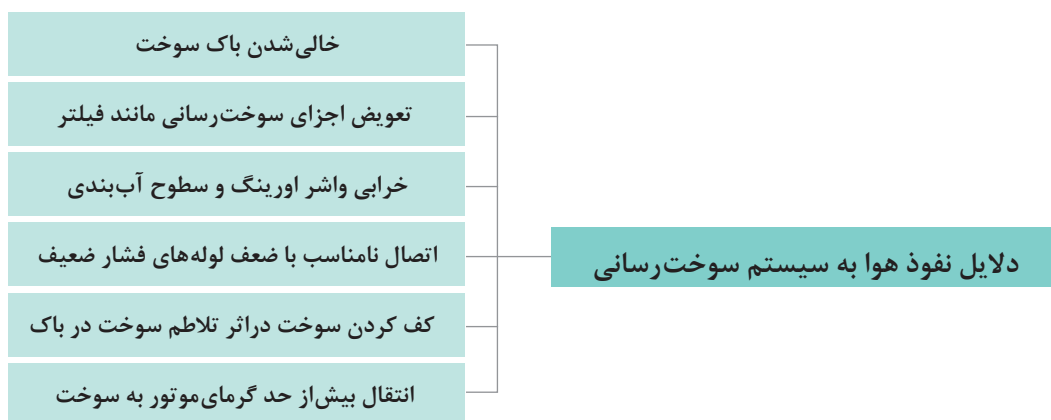 دلایل نفوذ هوا به سیستم سوخت‌رسانی
خالی‌شدن باک سوخت
تعویض اجزای سوخت‌رسانی مانند فیلتر
خرابی واشر اورینگ و سطوح آب‌بندی
اتصال نامناسب با ضعف لوله‌های فشار ضعیف
کف کردن سوخت دراثر تلاطم سوخت در باک
انتقال بیش‌از حد گرمای‌موتور به سوخت